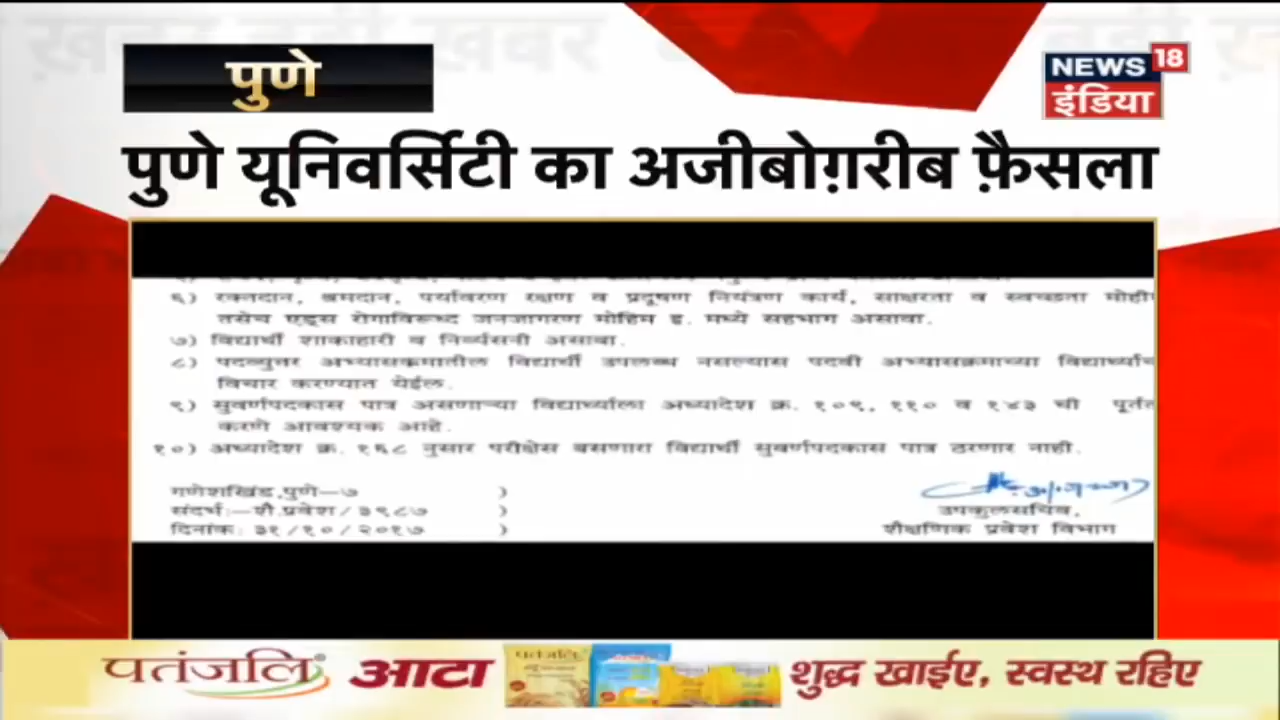 पुणे
NEWS 18
इंडिया
पुणे यूनिवर्सिटी का अजीबोग़रीब फ़ैसला
६) रक्तदान, श्रमदान, पर्यावरण रक्षण व प्रदूषण नियंत्रण कार्य, साक्षरता व स्वच्छता मोही
तसेच एड्स रोगाविरूध्द जनजागरण मोहिम इ. मध्ये सहभाग असावा.
७) विद्यार्थी शाकाहारी व निर्व्यसनी असावा.
८) पदव्युत्तर अभ्यासक्रमातील विद्यार्थी उपलब्ध नसल्यास पदवी अभ्यासक्रमाच्या विद्यार्थ्यांच
विचार करण्यात येईल.
९) सुवर्णपदकास पात्र असणाऱ्या विद्यार्थ्याला अध्यादेश क्र. १०९, ११० व १४३ ची पूर्तत
करणे आवश्यक आहे.
१०) अध्यादेश क्र. १६८ नुसार परीक्षेस बसणारा विद्यार्थी सुवर्णपदकास पात्र ठरणार नाही.
गणेशखिंड,पुणे—७ )
संदर्भ:—शै.प्रवेश/३९८७ )
उपकुलसचिव,
दिनांक: ३१/१०/२०१७ )
शैक्षणिक प्रवेश विभाग
पतंजलि आटा शुद्ध खाईए, स्वस्थ रहिए